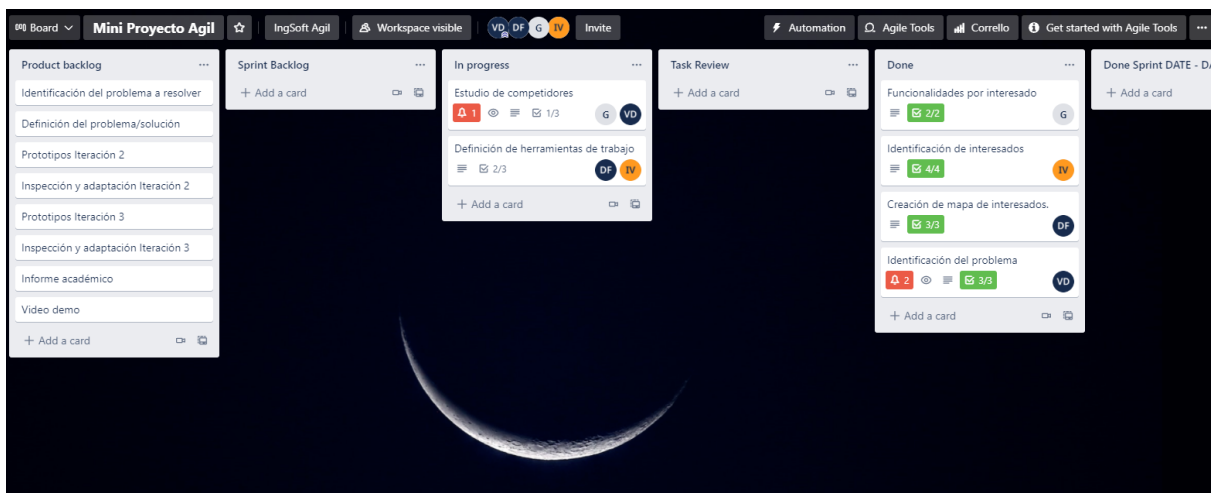 Board
Mini Proyecto Agil
IngSoft Agil
Workspace visible
VD DF G IV
Invite
Automation
Agile Tools
Corrello
Get started with Agile Tools
Product backlog
Identificación del problema a resolver
Definición del problema/solución
Prototipos Iteración 2
Inspección y adaptación Iteración 2
Prototipos Iteración 3
Inspección y adaptación Iteración 3
Informe académico
Video demo
+ Add a card
Sprint Backlog
+ Add a card
In progress
Estudio de competidores
1 1/3 G VD
Definición de herramientas de trabajo
2/3 DF IV
+ Add a card
Task Review
+ Add a card
Done
Funcionalidades por interesado
2/2 G
Identificación de interesados
4/4 IV
Creación de mapa de interesados.
3/3 DF
Identificación del problema
2 3/3 VD
+ Add a card
Done Sprint DATE - DA
+ Add a card